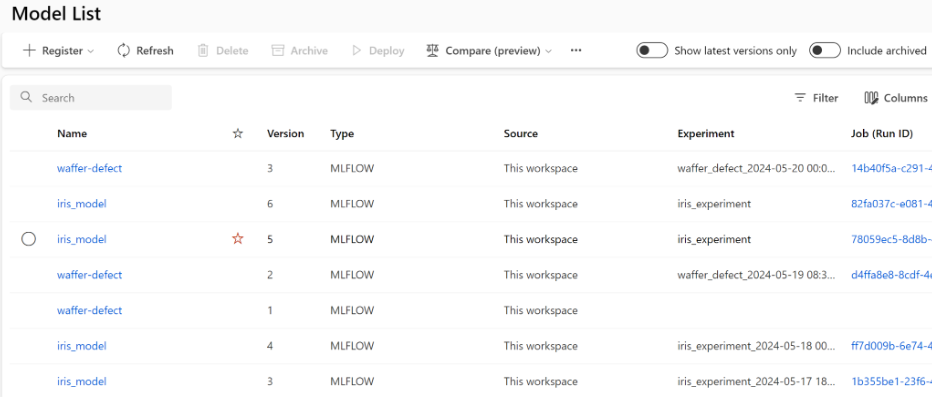 Model List
Register Refresh Delete Archive Deploy Compare (preview) ... Show latest versions only Include archived
Search Filter Columns
Name Version Type Source Experiment Job (Run ID)
waffer-defect 3 MLFLOW This workspace waffer_defect_2024-05-20 00:0... 14b40f5a-c291-4
iris_model 6 MLFLOW This workspace iris_experiment 82fa037c-e081-4
iris_model 5 MLFLOW This workspace iris_experiment 78059ec5-8d8b-
waffer-defect 2 MLFLOW This workspace waffer_defect_2024-05-19 08:3... d4ffa8e8-8cdf-4e
waffer-defect 1 MLFLOW This workspace
iris_model 4 MLFLOW This workspace iris_experiment_2024-05-18 00... ff7d009b-6e74-4
iris_model 3 MLFLOW This workspace iris_experiment_2024-05-17 18... 1b355be1-23f6-4